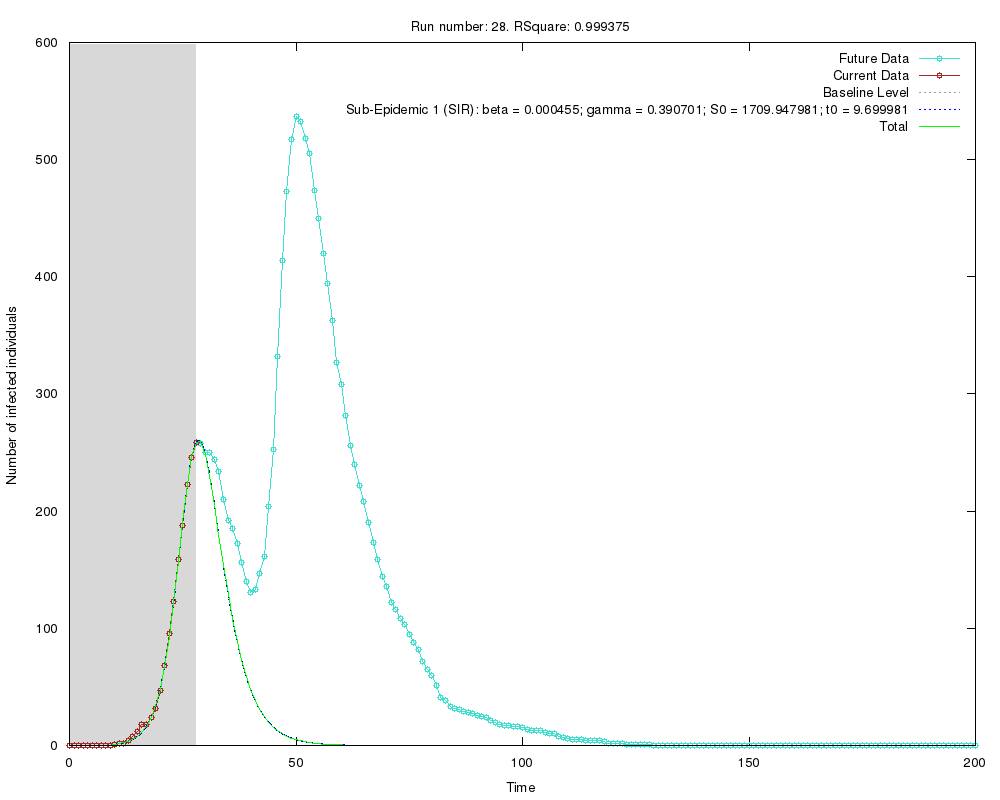 Run number: 28. RSquare: 0.999375
600
500
400
300
200
100
0
0
50
100
150
200
Number of infected individuals
Time
Future Data
Current Data
Baseline Level
Sub-Epidemic 1 (SIR): beta = 0.000455; gamma = 0.390701; S0 = 1709.947981; t0 = 9.699981
Total